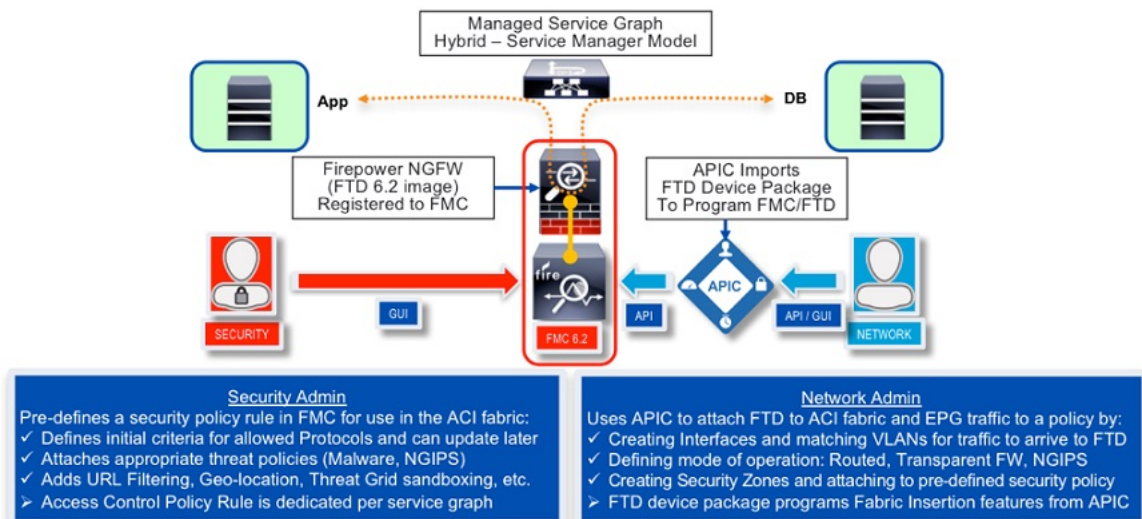 Managed Service Graph
Hybrid – Service Manager Model
App
DB
Firepower NGFW
(FTD 6.2 image)
Registered to FMC
APIC Imports
FTD Device Package
To Program FMC/FTD
fire
APIC
GUI
API
API / GUI
SECURITY
FMC 6.2
NETWORK
Security Admin
Pre-defines a security policy rule in FMC for use in the ACI fabric:
✓ Defines initial criteria for allowed Protocols and can update later
✓ Attaches appropriate threat policies (Malware, NGIPS)
✓ Adds URL Filtering, Geo-location, Threat Grid sandboxing, etc.
➢ Access Control Policy Rule is dedicated per service graph
Network Admin
Uses APIC to attach FTD to ACI fabric and EPG traffic to a policy by:
✓ Creating Interfaces and matching VLANs for traffic to arrive to FTD
✓ Defining mode of operation: Routed, Transparent FW, NGIPS
✓ Creating Security Zones and attaching to pre-defined security policy
➢ FTD device package programs Fabric Insertion features from APIC